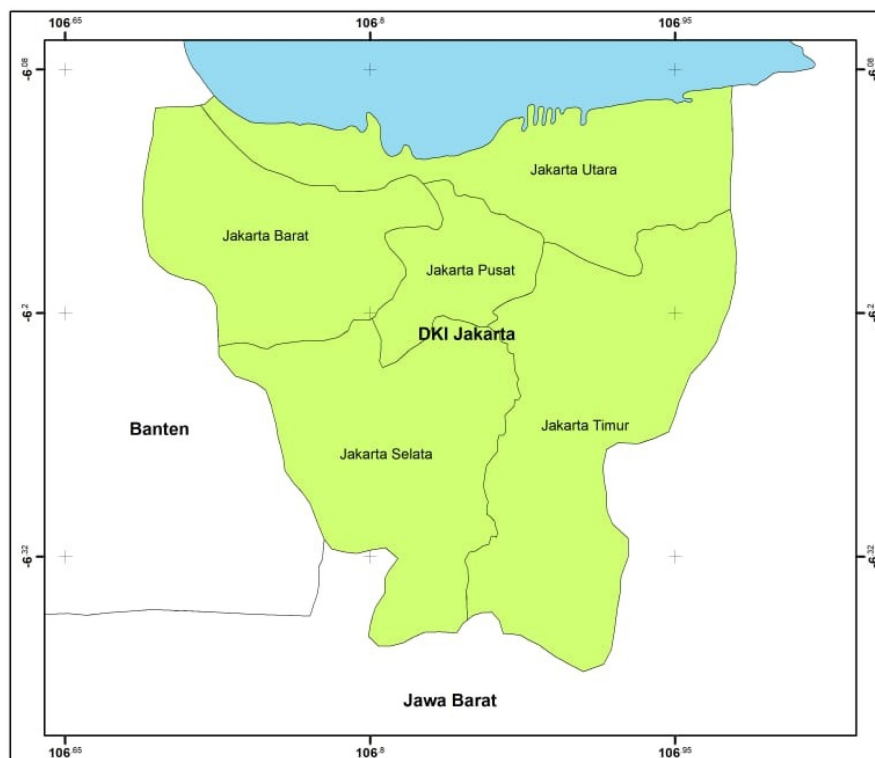 106.65 106.8 106.95
-6.08 -6.08
Jakarta Utara
Jakarta Barat
Jakarta Pusat
-6.2 -6.2
DKI Jakarta
Banten
Jakarta Timur
Jakarta Selata
-6.32 -6.32
Jawa Barat
106.65 106.8 106.95